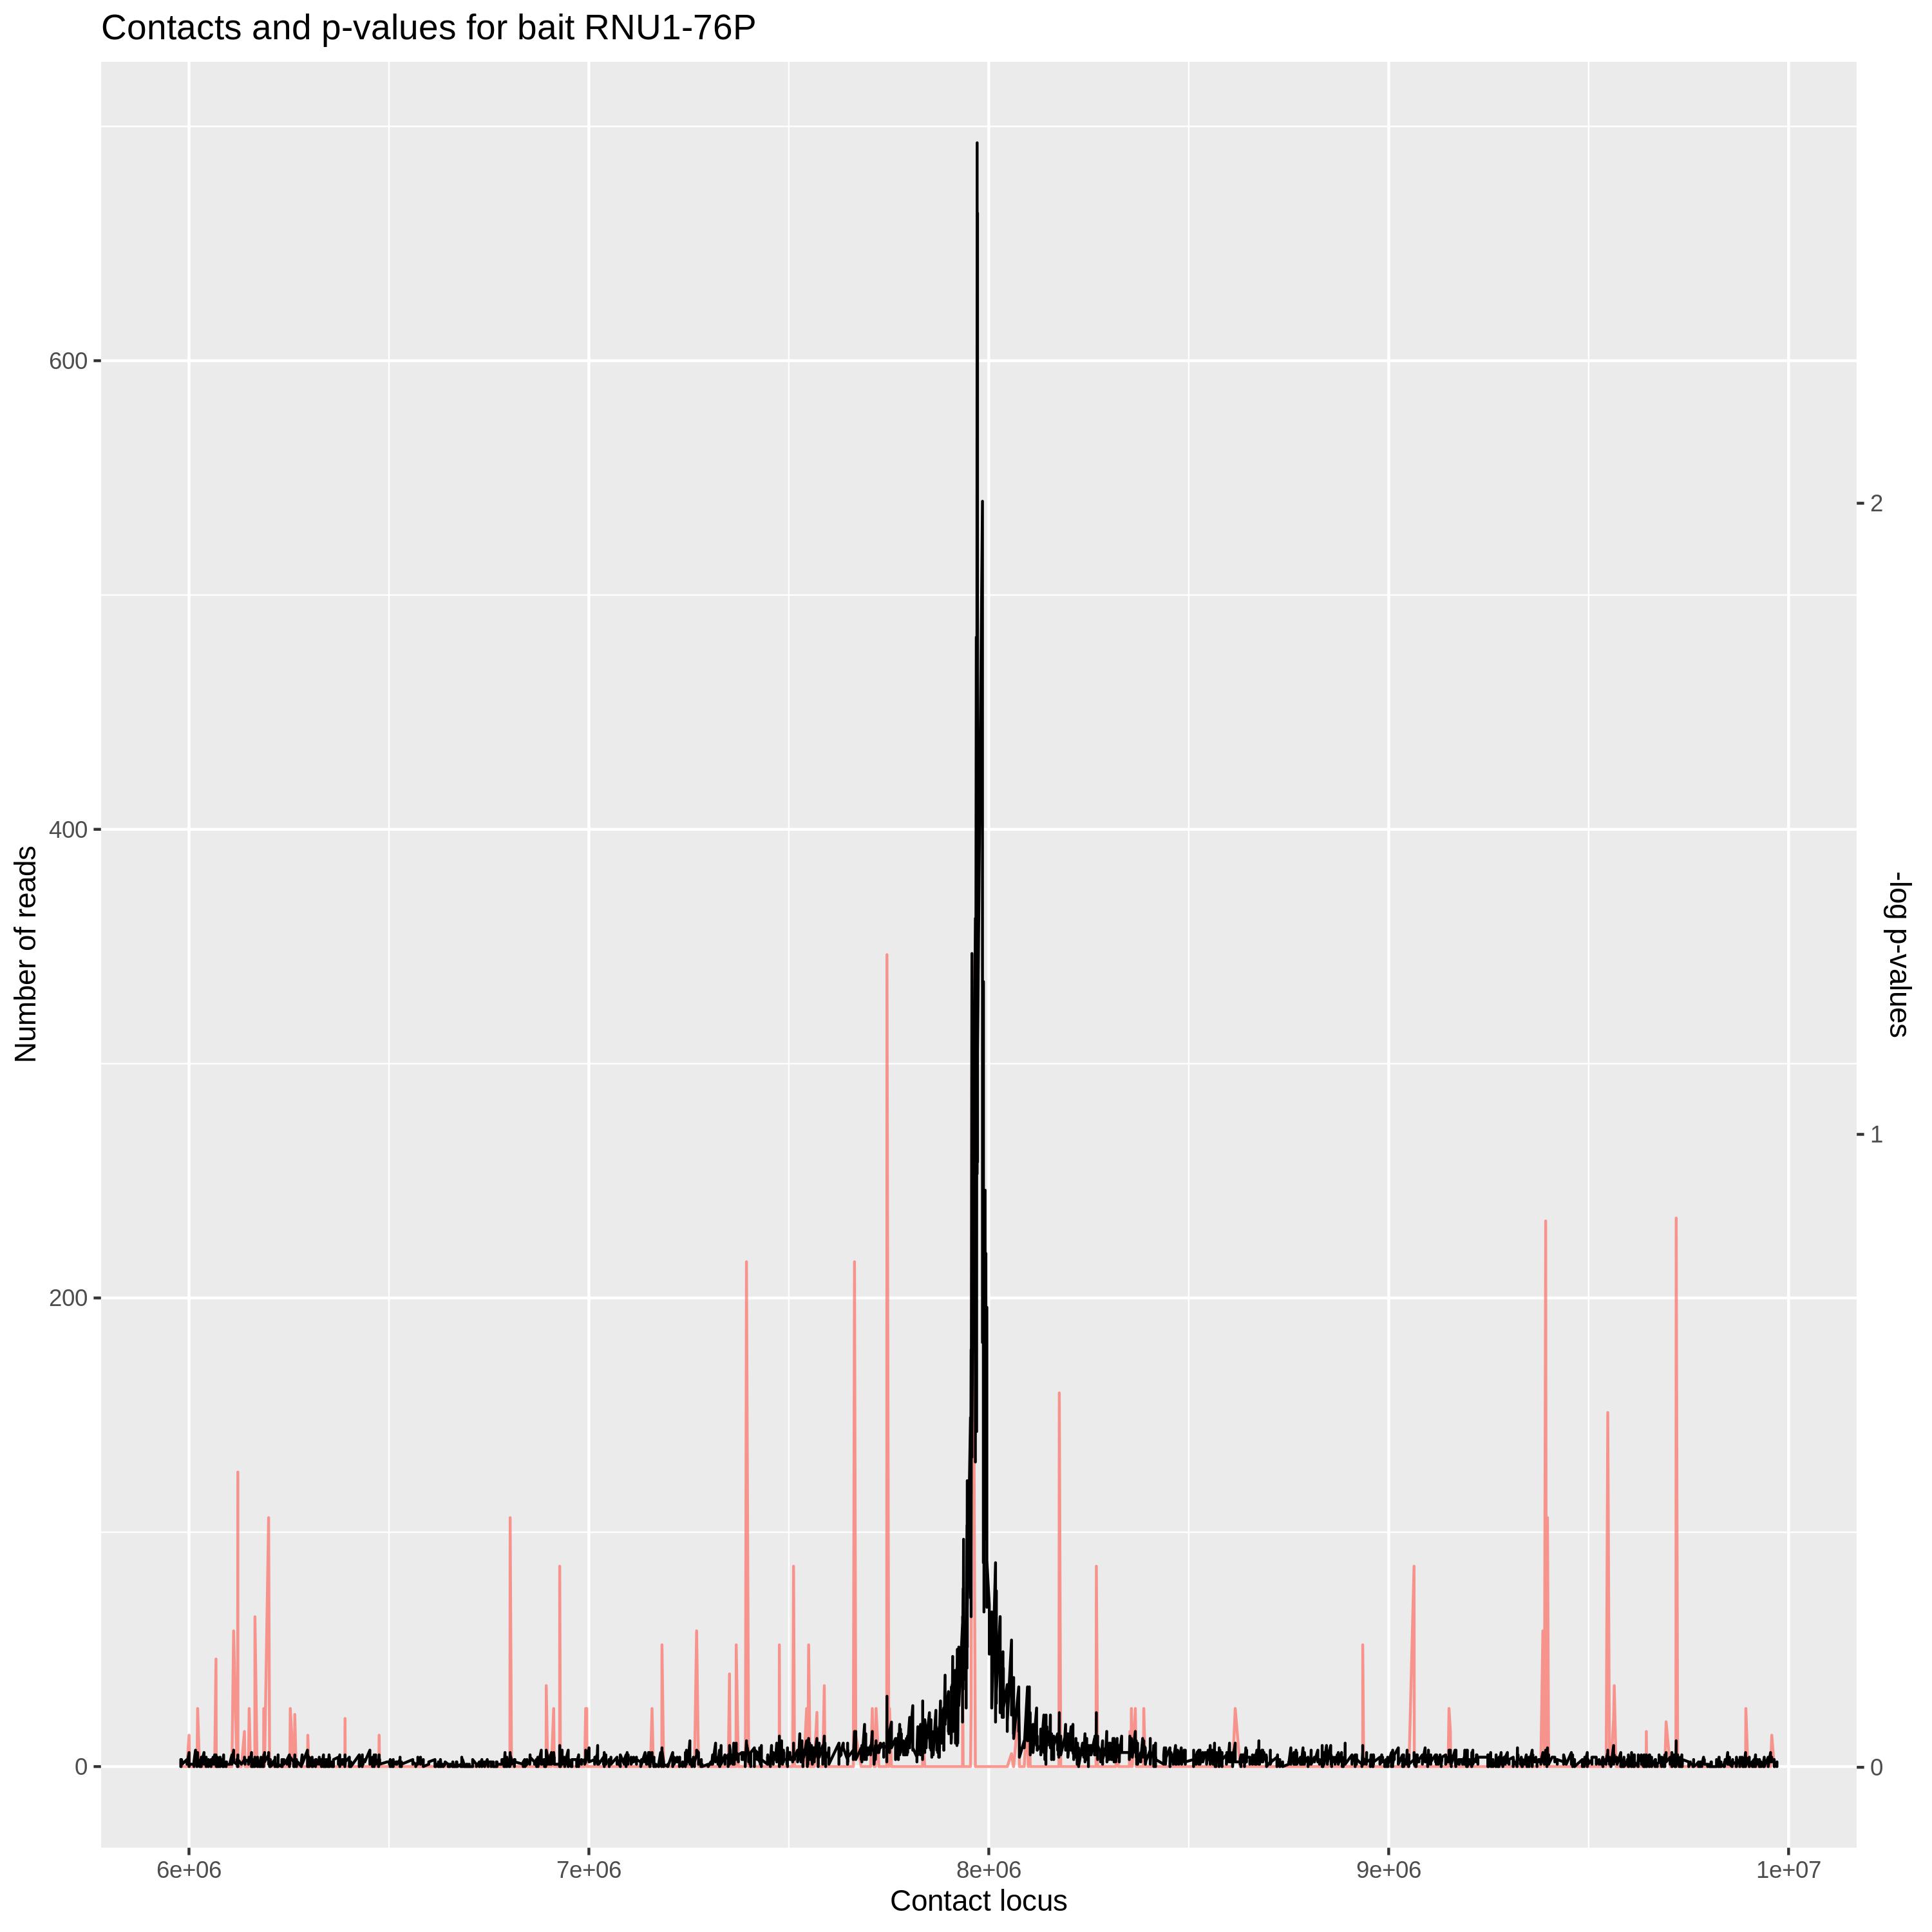 Contacts and p-values for bait RNU1-76P
Number of reads
600
400
200
0
2
1
0
-log p-values
6e+06
7e+06
8e+06
9e+06
1e+07
Contact locus